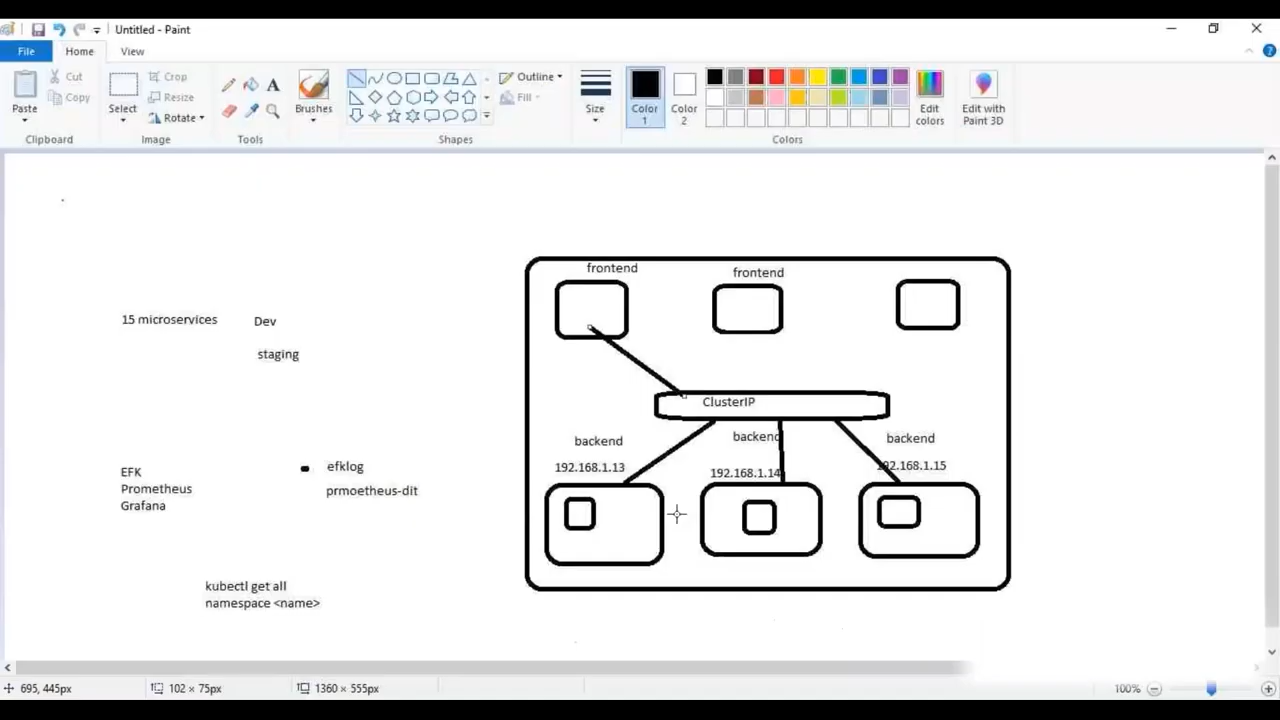 Untitled - Paint
File
Home
View
Paste
Cut
Copy
Clipboard
Select
Crop
Resize
Rotate
Image
A
Tools
Brushes
Outline
Fill
Shapes
Size
Color 1
Color 2
Edit colors
Edit with Paint 3D
Colors
frontend
frontend
15 microservices
Dev
staging
ClusterIP
backend
backend
backend
192.168.1.13
192.168.1.14
192.168.1.15
EFK
Prometheus
Grafana
efklog
prmoetheus-dit
kubectl get all
namespace <name>
695, 445px
102 × 75px
1360 × 555px
100%